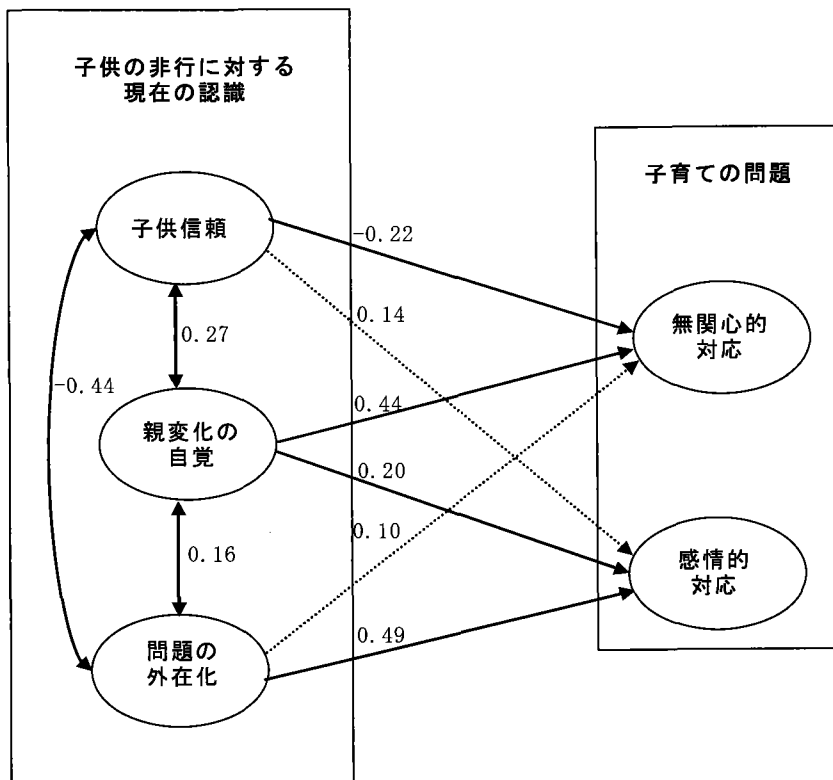 子供の非行に対する
現在の認識
子育ての問題
子供信頼
-0.22
0.14
無関心的
対応
0.27
-0.44
0.44
親変化の
自覚
0.20
0.10
0.16
感情的
対応
0.49
問題の
外在化